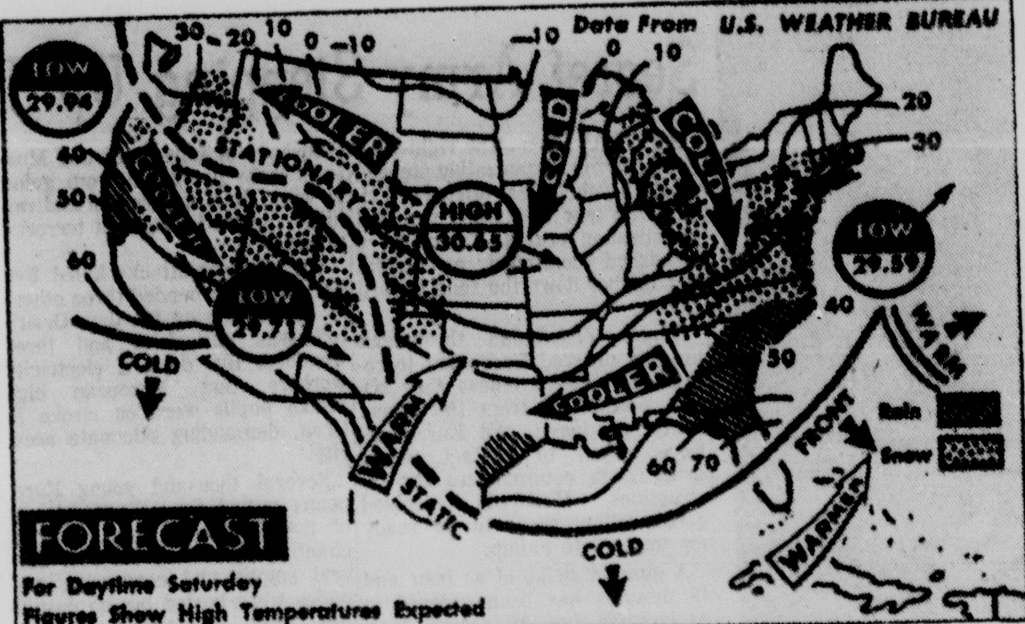 Data From U.S. WEATHER BUREAU
30 -20 10 0 -10 -10 0 10
LOW
29.94
COOLER
COLD
COLD
20
30
STATIONARY
40
COOLER
50
HIGH
30.65
LOW
29.59
60
LOW
29.71
40
WARM
COLD
50
COOLER
Rain
WARM
FRONT
Snow
60 70
STATIC
WARMER
FORECAST
COLD
For Daytime Saturday
Figures Show High Temperatures Expected